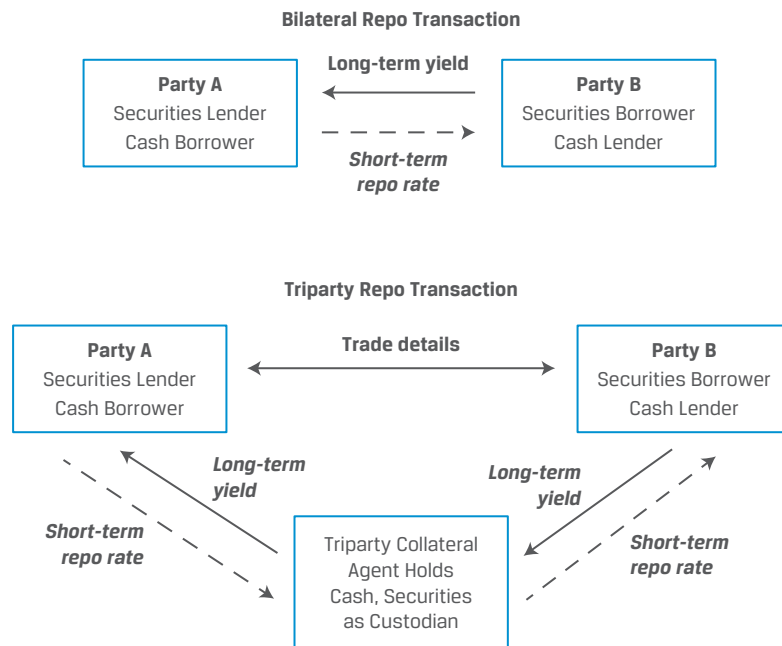 Bilateral Repo Transaction
Party A
Securities Lender
Cash Borrower
Long-term yield
Short-term
repo rate
Party B
Securities Borrower
Cash Lender
Triparty Repo Transaction
Party A
Securities Lender
Cash Borrower
Trade details
Party B
Securities Borrower
Cash Lender
Long-term
yield
Short-term
repo rate
Long-term
yield
Short-term
repo rate
Triparty Collateral
Agent Holds
Cash, Securities
as Custodian